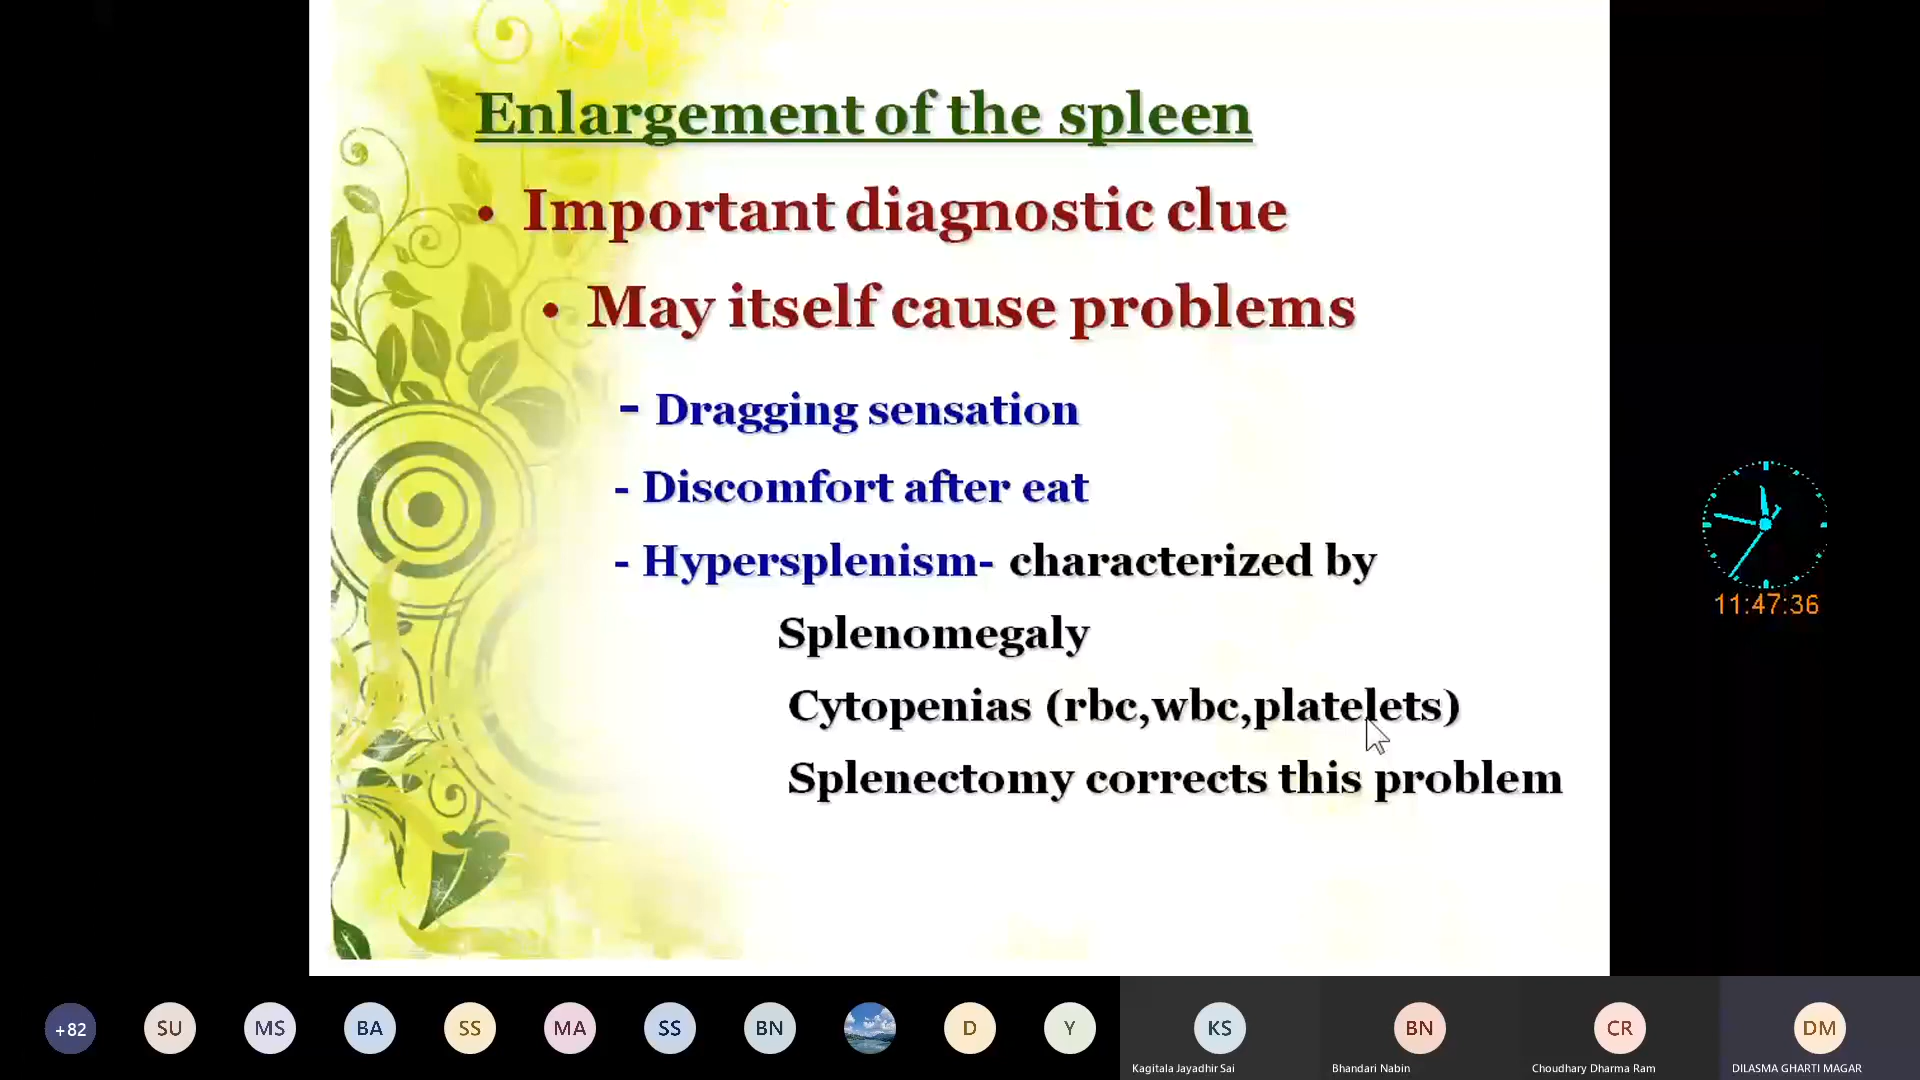 Enlargement of the spleen
• Important diagnostic clue
• May itself cause problems
- Dragging sensation
- Discomfort after eat
- Hypersplenism- characterized by
Splenomegaly
Cytopenias (rbc,wbc,platelets)
Splenectomy corrects this problem
11:47:36
+82
SU
MS
BA
SS
MA
SS
BN
D
Y
KS
BN
CR
DM
Kagitala Jayadhir Sai
Bhandari Nabin
Choudhary Dharma Ram
DILASMA GHARTI MAGAR